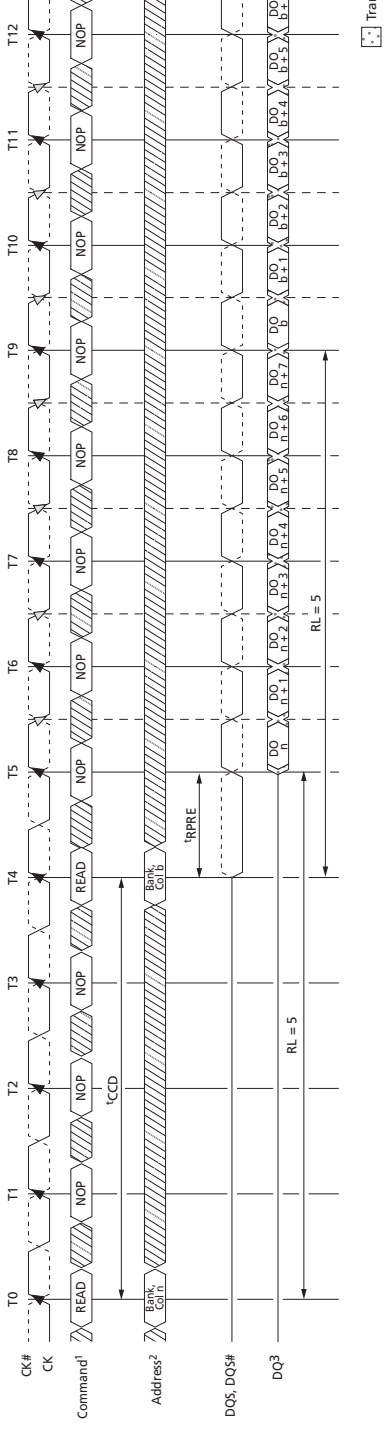 T0 T1 T2 T3 T4 T5 T6 T7 T8 T9 T10 T11 T12
CK#
CK
Command1 READ NOP NOP NOP READ NOP NOP NOP NOP NOP NOP NOP NOP
tCCD
Address2 Bank, Col n Bank, Col b
tRPRE
DQS, DQS#
DQ3 DO n DO n + 1 DO n + 2 DO n + 3 DO n + 4 DO n + 5 DO n + 6 DO n + 7 DO b DO b + 1 DO b + 2 DO b + 3 DO b + 4 DO b + 5 DO b +
RL = 5 RL = 5